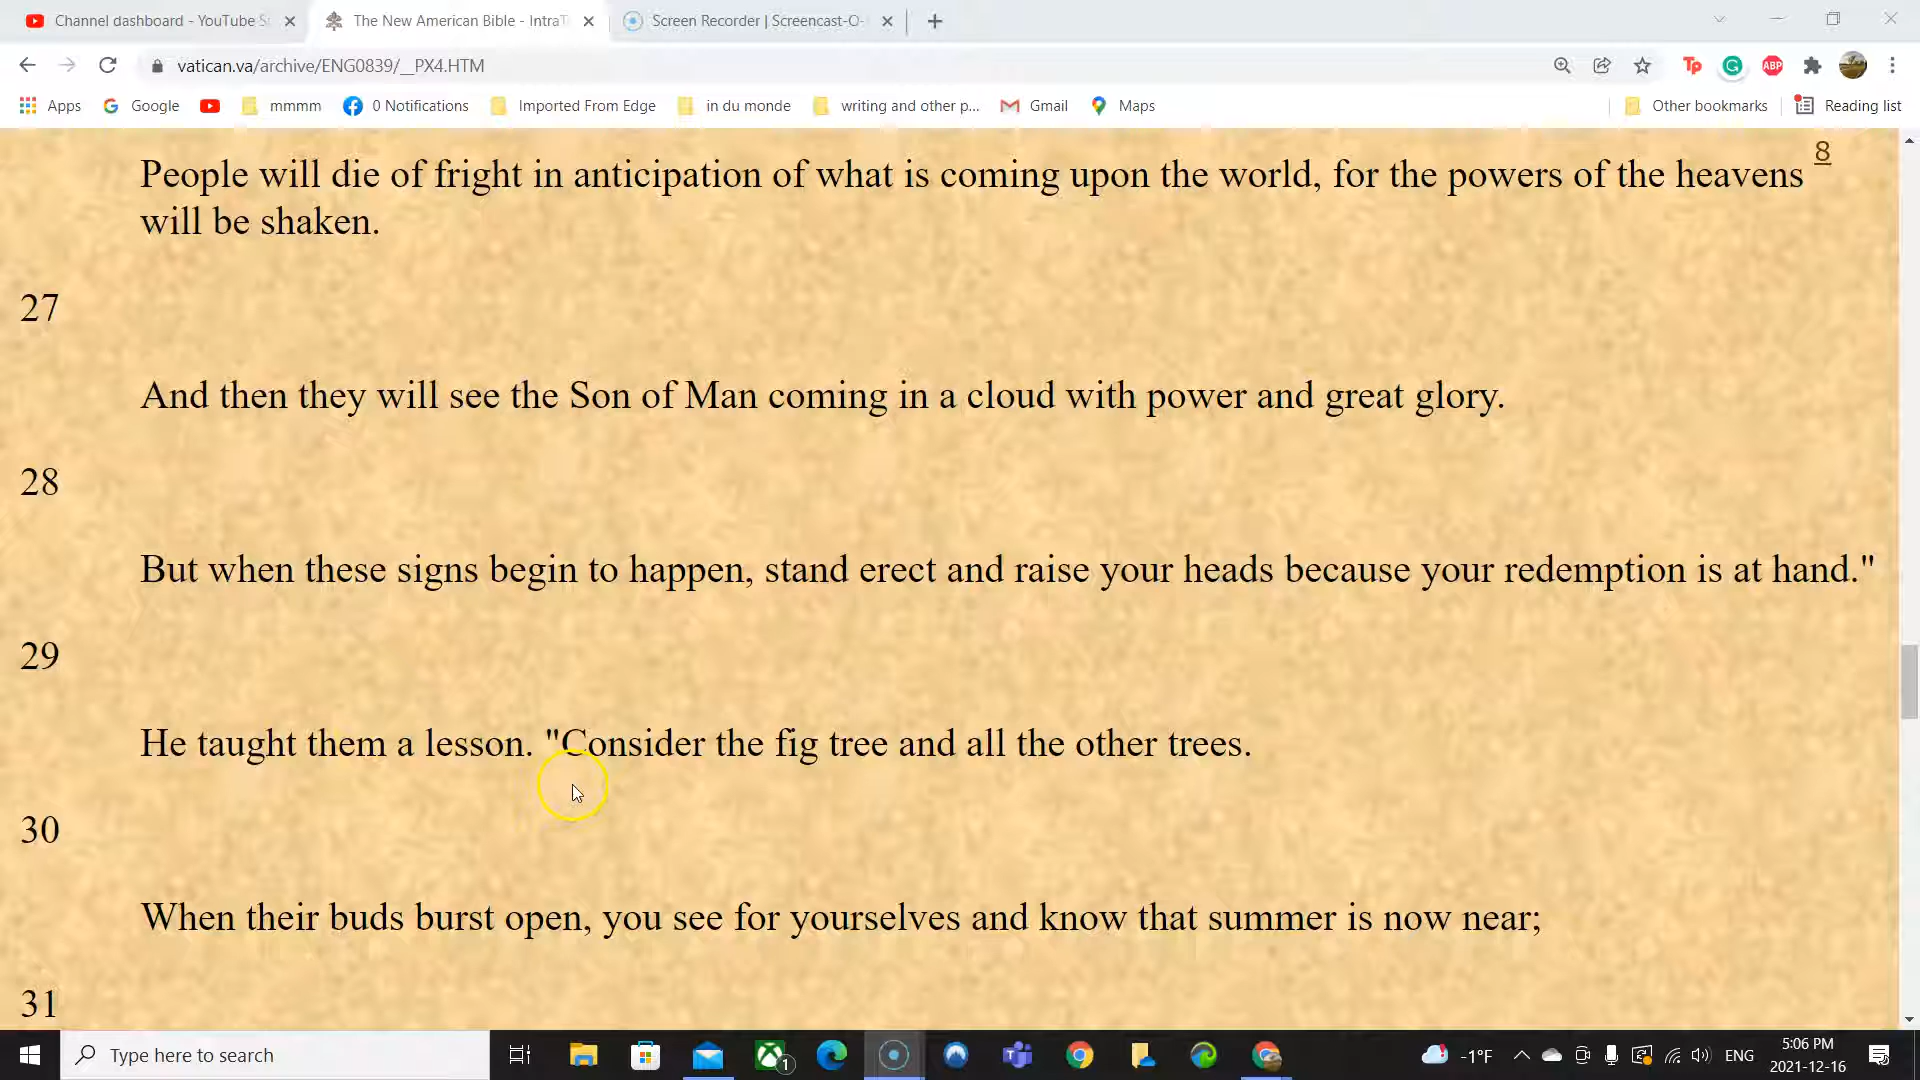 Channel dashboard - YouTube S
The New American Bible - IntraT
Screen Recorder | Screencast-O-
vatican.va/archive/ENG0839/__PX4.HTM
Apps
Google
mmmm
0 Notifications
Imported From Edge
in du monde
writing and other p...
Gmail
Maps
Other bookmarks
Reading list
8
People will die of fright in anticipation of what is coming upon the world, for the powers of the heavens
will be shaken.
27
And then they will see the Son of Man coming in a cloud with power and great glory.
28
But when these signs begin to happen, stand erect and raise your heads because your redemption is at hand."
29
He taught them a lesson. "Consider the fig tree and all the other trees.
30
When their buds burst open, you see for yourselves and know that summer is now near;
31
Type here to search
1
-1°F
ENG
5:06 PM
2021-12-16